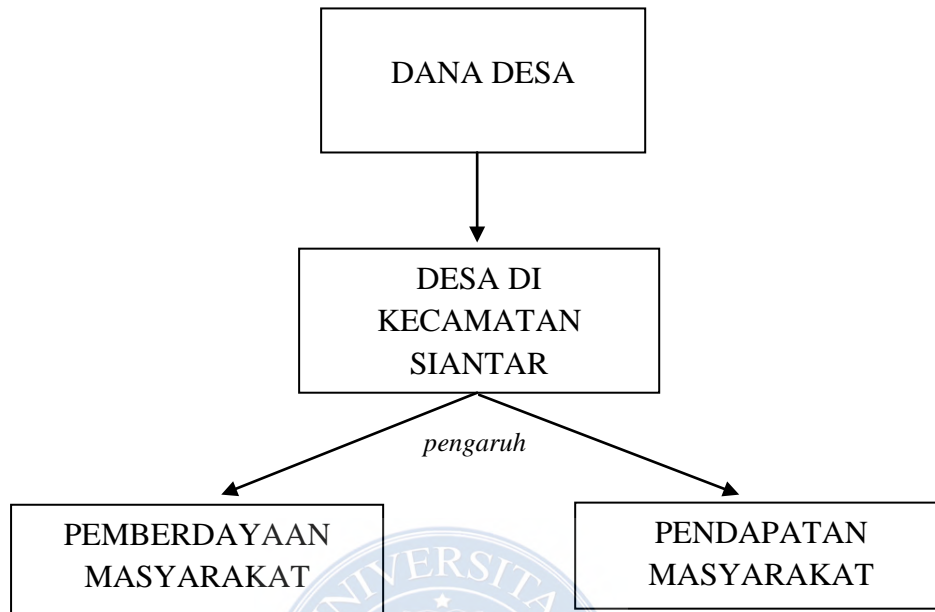 DANA DESA
DESA DI
KECAMATAN
SIANTAR
pengaruh
PEMBERDAYAAN
MASYARAKAT
PENDAPATAN
MASYARAKAT